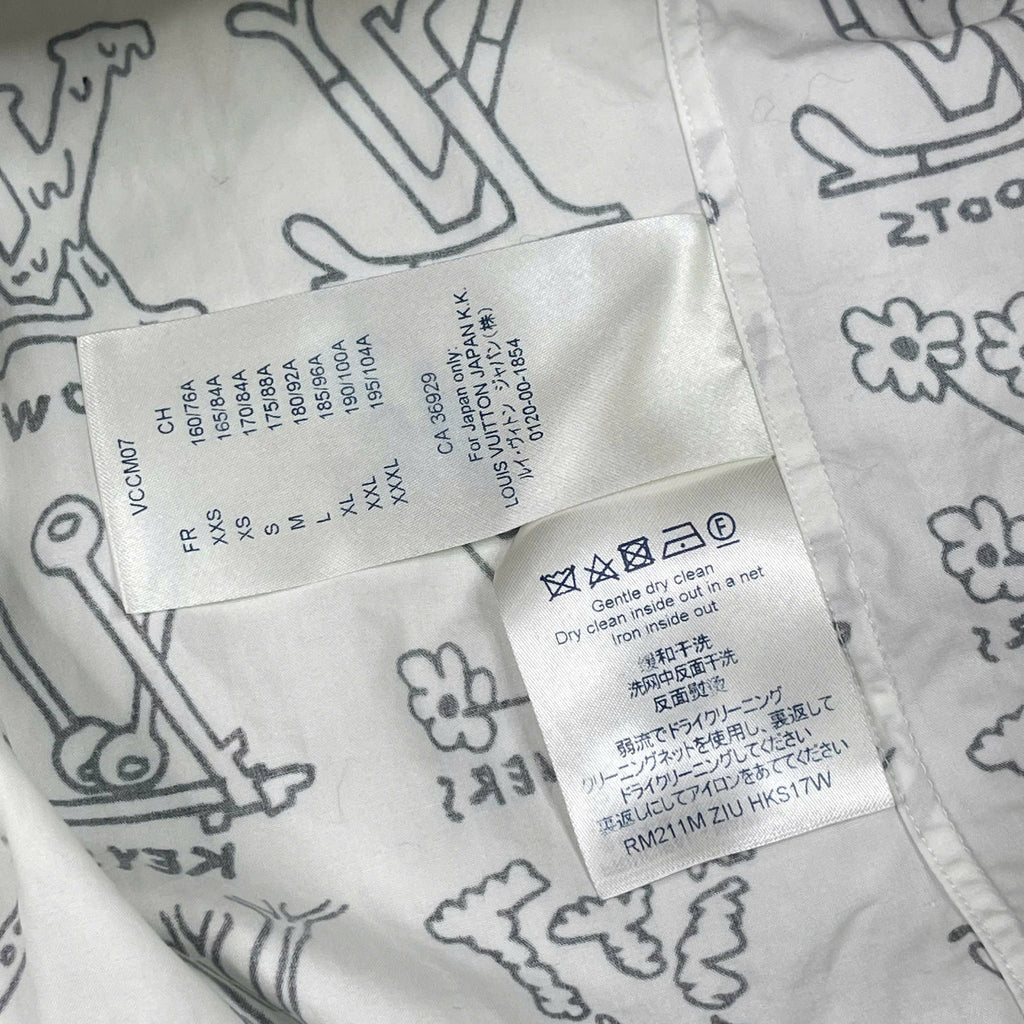 VCCM07
FR CH
XXS 160/76A
XS 165/84A
S 170/84A
M 175/88A
L 180/92A
XL 185/96A
XXL 190/100A
XXXL 195/104A
CA 36929
For Japan only:
LOUIS VUITTON JAPAN K.K.
ルイ・ヴィトン ジャパン(株)
0120-00-1854
F
Gentle dry clean
Dry clean inside out in a net
Iron inside out
缓和干洗
洗网中反面干洗
反面熨烫
弱流でドライクリーニング
クリーニングネットを使用し、裏返して
ドライクリーニングしてください
裏返しにしてアイロンをあててください
RM211M ZIU HKS17W